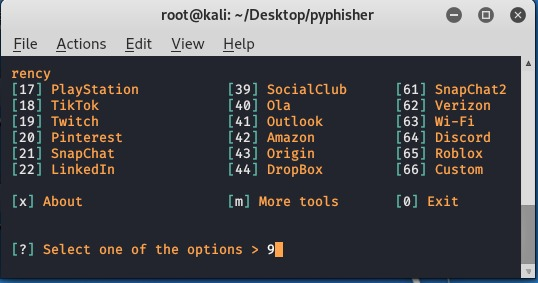 root@kali: ~/Desktop/pyphisher
File Actions Edit View Help
rency
[17] PlayStation [39] SocialClub [61] SnapChat2
[18] TikTok [40] Ola [62] Verizon
[19] Twitch [41] Outlook [63] Wi-Fi
[20] Pinterest [42] Amazon [64] Discord
[21] SnapChat [43] Origin [65] Roblox
[22] LinkedIn [44] DropBox [66] Custom
[x] About [m] More tools [0] Exit
[?] Select one of the options > 9